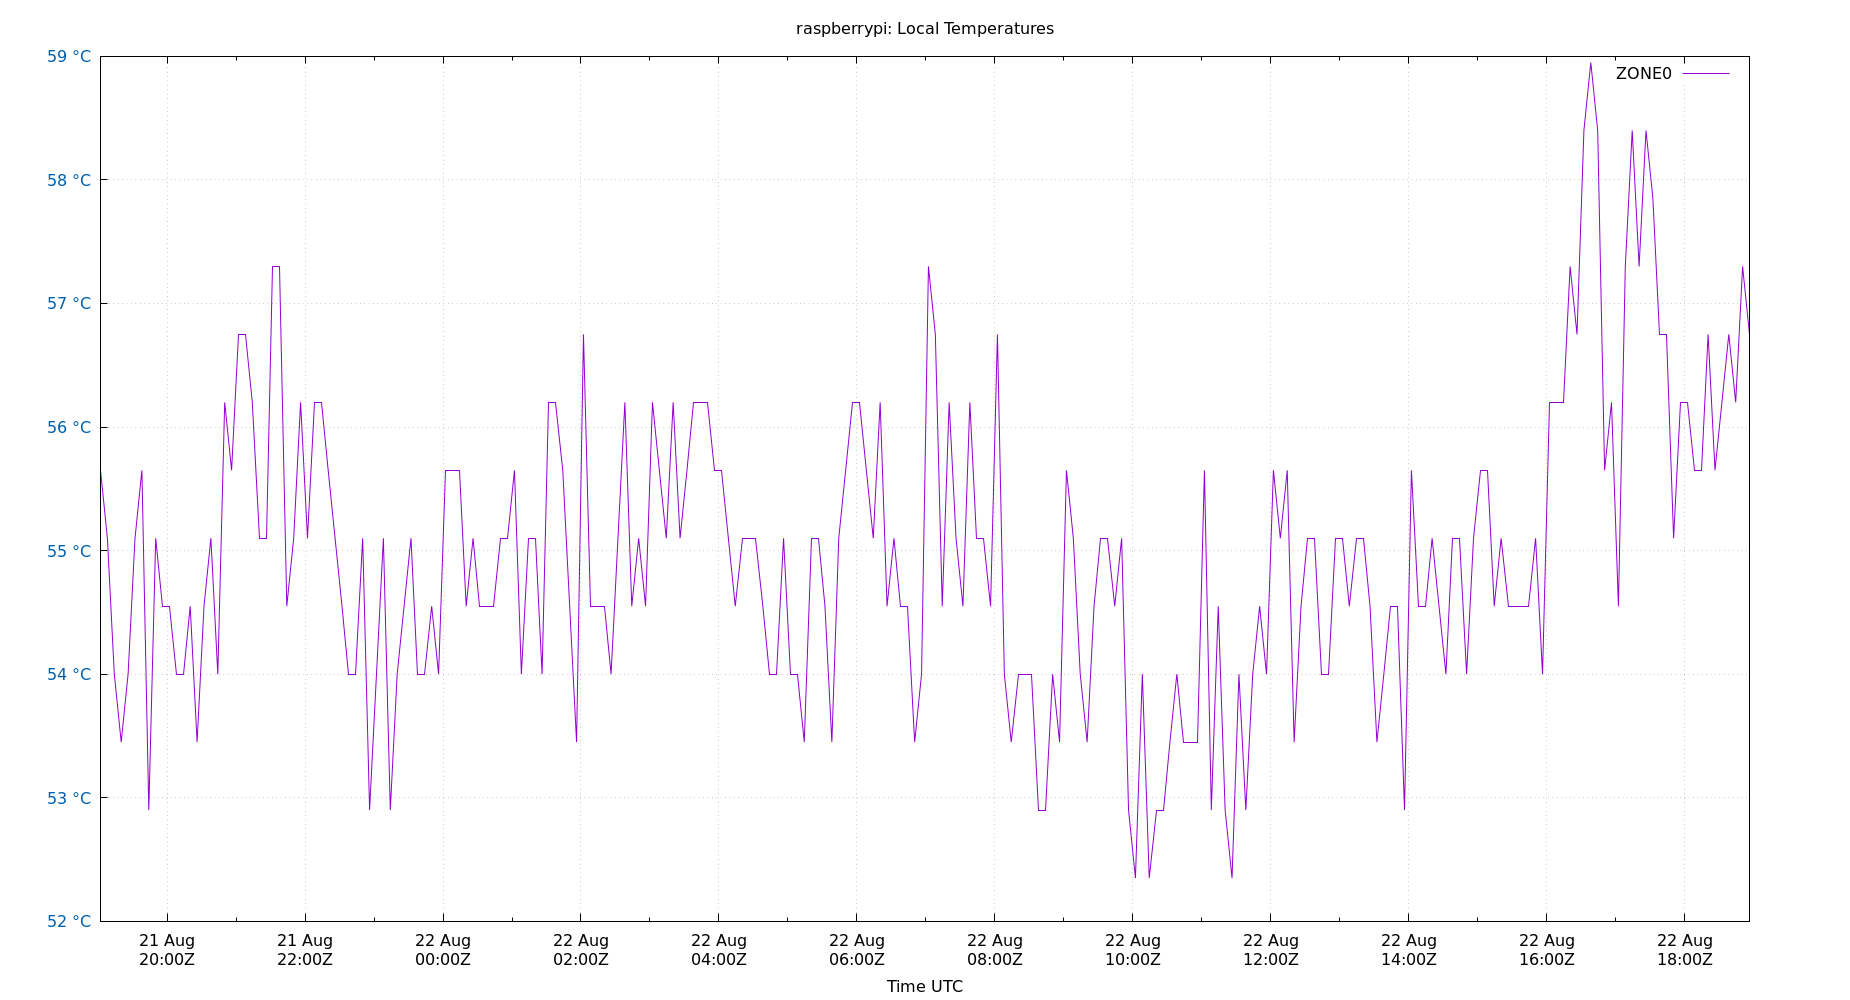 raspberrypi: Local Temperatures
59 °C
ZONE0
58 °C
57 °C
56 °C
55 °C
54 °C
53 °C
52 °C
21 Aug 21 Aug 22 Aug 22 Aug 22 Aug 22 Aug 22 Aug 22 Aug 22 Aug 22 Aug 22 Aug 22 Aug
20:00Z 22:00Z 00:00Z 02:00Z 04:00Z 06:00Z 08:00Z 10:00Z 12:00Z 14:00Z 16:00Z 18:00Z
Time UTC